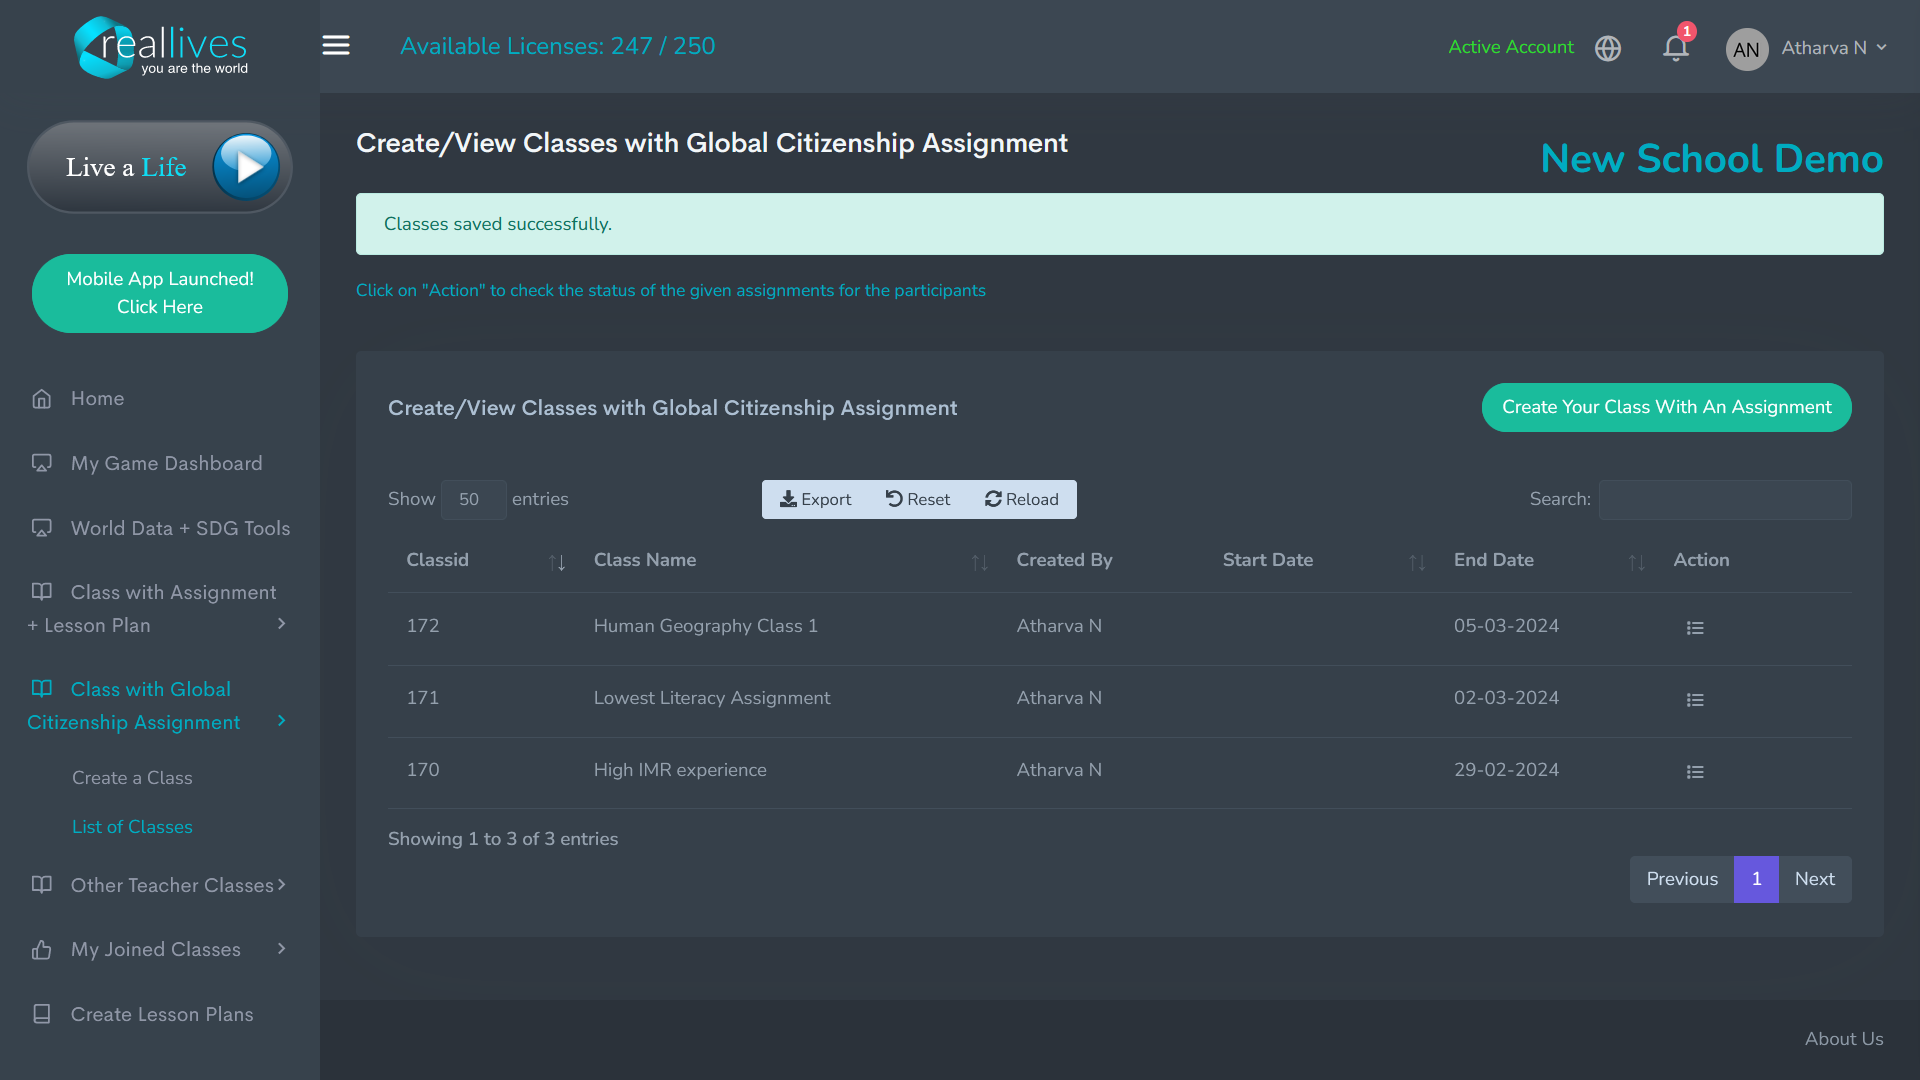 reallives
you are the world
Available Licenses: 247 / 250
Active Account
1
AN
Atharva N
Live a Life
Mobile App Launched!
Click Here
Home
My Game Dashboard
World Data + SDG Tools
Class with Assignment
+ Lesson Plan
Class with Global
Citizenship Assignment
Create a Class
List of Classes
Other Teacher Classes
My Joined Classes
Create Lesson Plans
Create/View Classes with Global Citizenship Assignment
New School Demo
Classes saved successfully.
Click on "Action" to check the status of the given assignments for the participants
Create/View Classes with Global Citizenship Assignment
Create Your Class With An Assignment
Show 50 entries
Export Reset Reload
Search:
Classid Class Name Created By Start Date End Date Action
172 Human Geography Class 1 Atharva N 05-03-2024
171 Lowest Literacy Assignment Atharva N 02-03-2024
170 High IMR experience Atharva N 29-02-2024
Showing 1 to 3 of 3 entries
Previous 1 Next
About Us